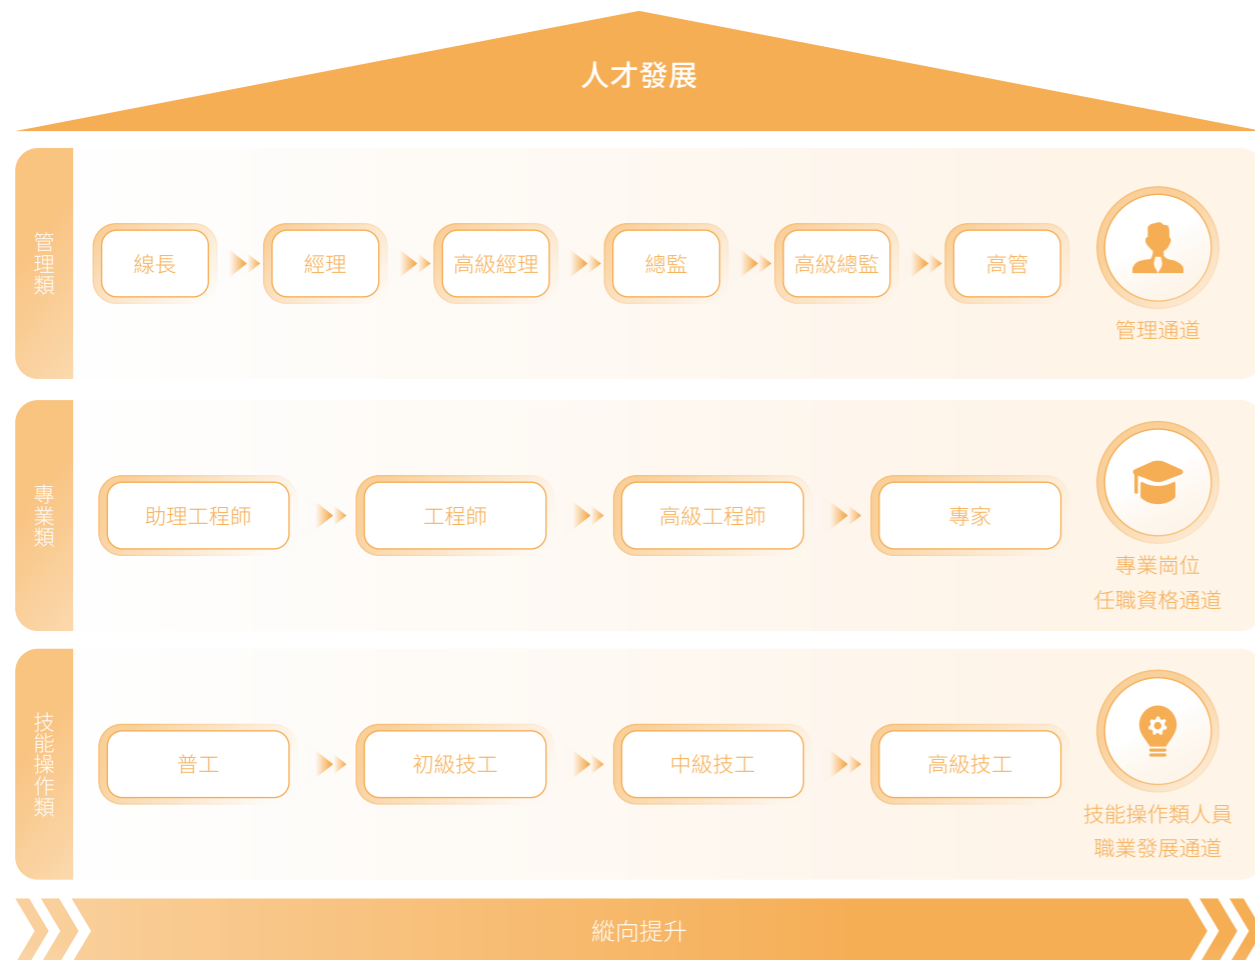 人才發展
管理類
線長
經理
高級經理
總監
高級總監
高管
管理通道
專業類
助理工程師
工程師
高級工程師
專家
專業崗位
任職資格通道
技能操作類
普工
初級技工
中級技工
高級技工
技能操作類人員
職業發展通道
縱向提升